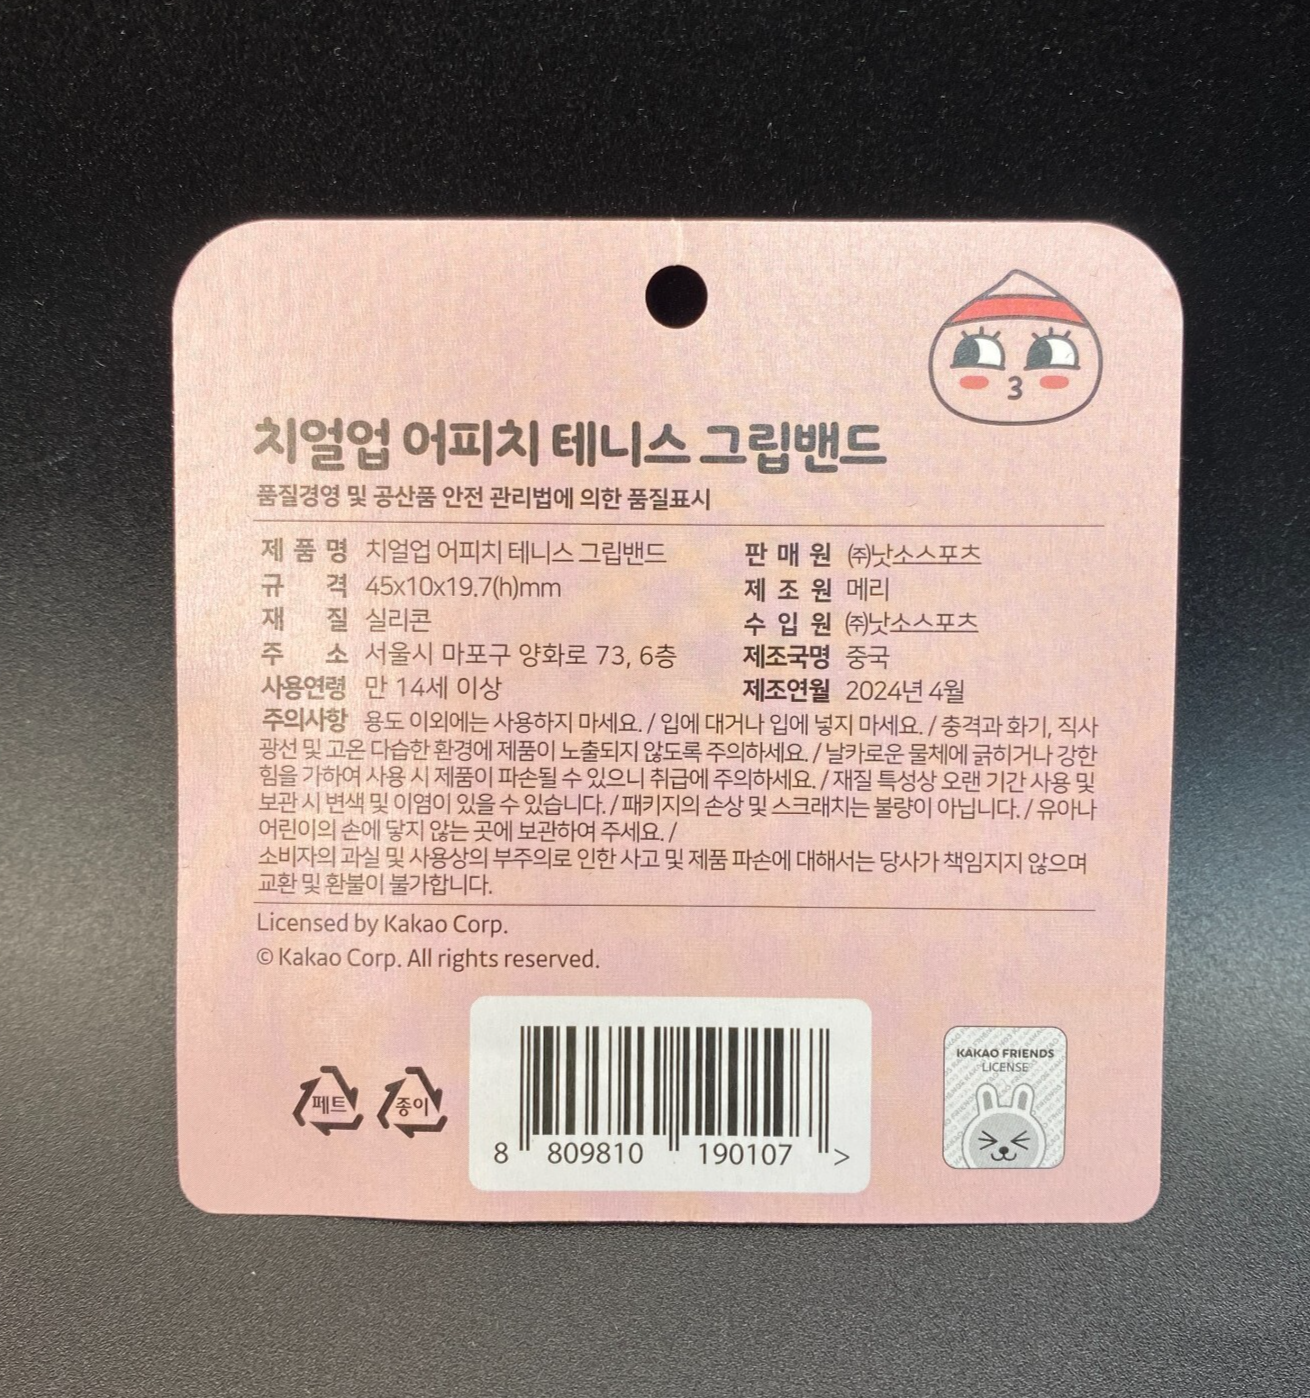 치얼업 어피치 테니스 그립밴드
품질경영 및 공산품 안전 관리법에 의한 품질표시
제 품 명 치얼업 어피치 테니스 그립밴드
규 격 45x10x19.7(h)mm
재 질 실리콘
주 소 서울시 마포구 양화로 73, 6층
사용연령 만 14세 이상
판 매 원 ㈜낫소스포츠
제 조 원 메리
수 입 원 ㈜낫소스포츠
제조국명 중국
제조연월 2024년 4월
주의사항 용도 이외에는 사용하지 마세요. / 입에 대거나 입에 넣지 마세요. / 충격과 화기, 직사
광선 및 고온 다습한 환경에 제품이 노출되지 않도록 주의하세요. / 날카로운 물체에 긁히거나 강한
힘을 가하여 사용 시 제품이 파손될 수 있으니 취급에 주의하세요. / 재질 특성상 오랜 기간 사용 및
보관 시 변색 및 이염이 있을 수 있습니다. / 패키지의 손상 및 스크래치는 불량이 아닙니다. / 유아나
어린이의 손에 닿지 않는 곳에 보관하여 주세요. /
소비자의 과실 및 사용상의 부주의로 인한 사고 및 제품 파손에 대해서는 당사가 책임지지 않으며
교환 및 환불이 불가합니다.
Licensed by Kakao Corp.
© Kakao Corp. All rights reserved.
페트
종이
8 809810 190107 >
KAKAO FRIENDS
LICENSE